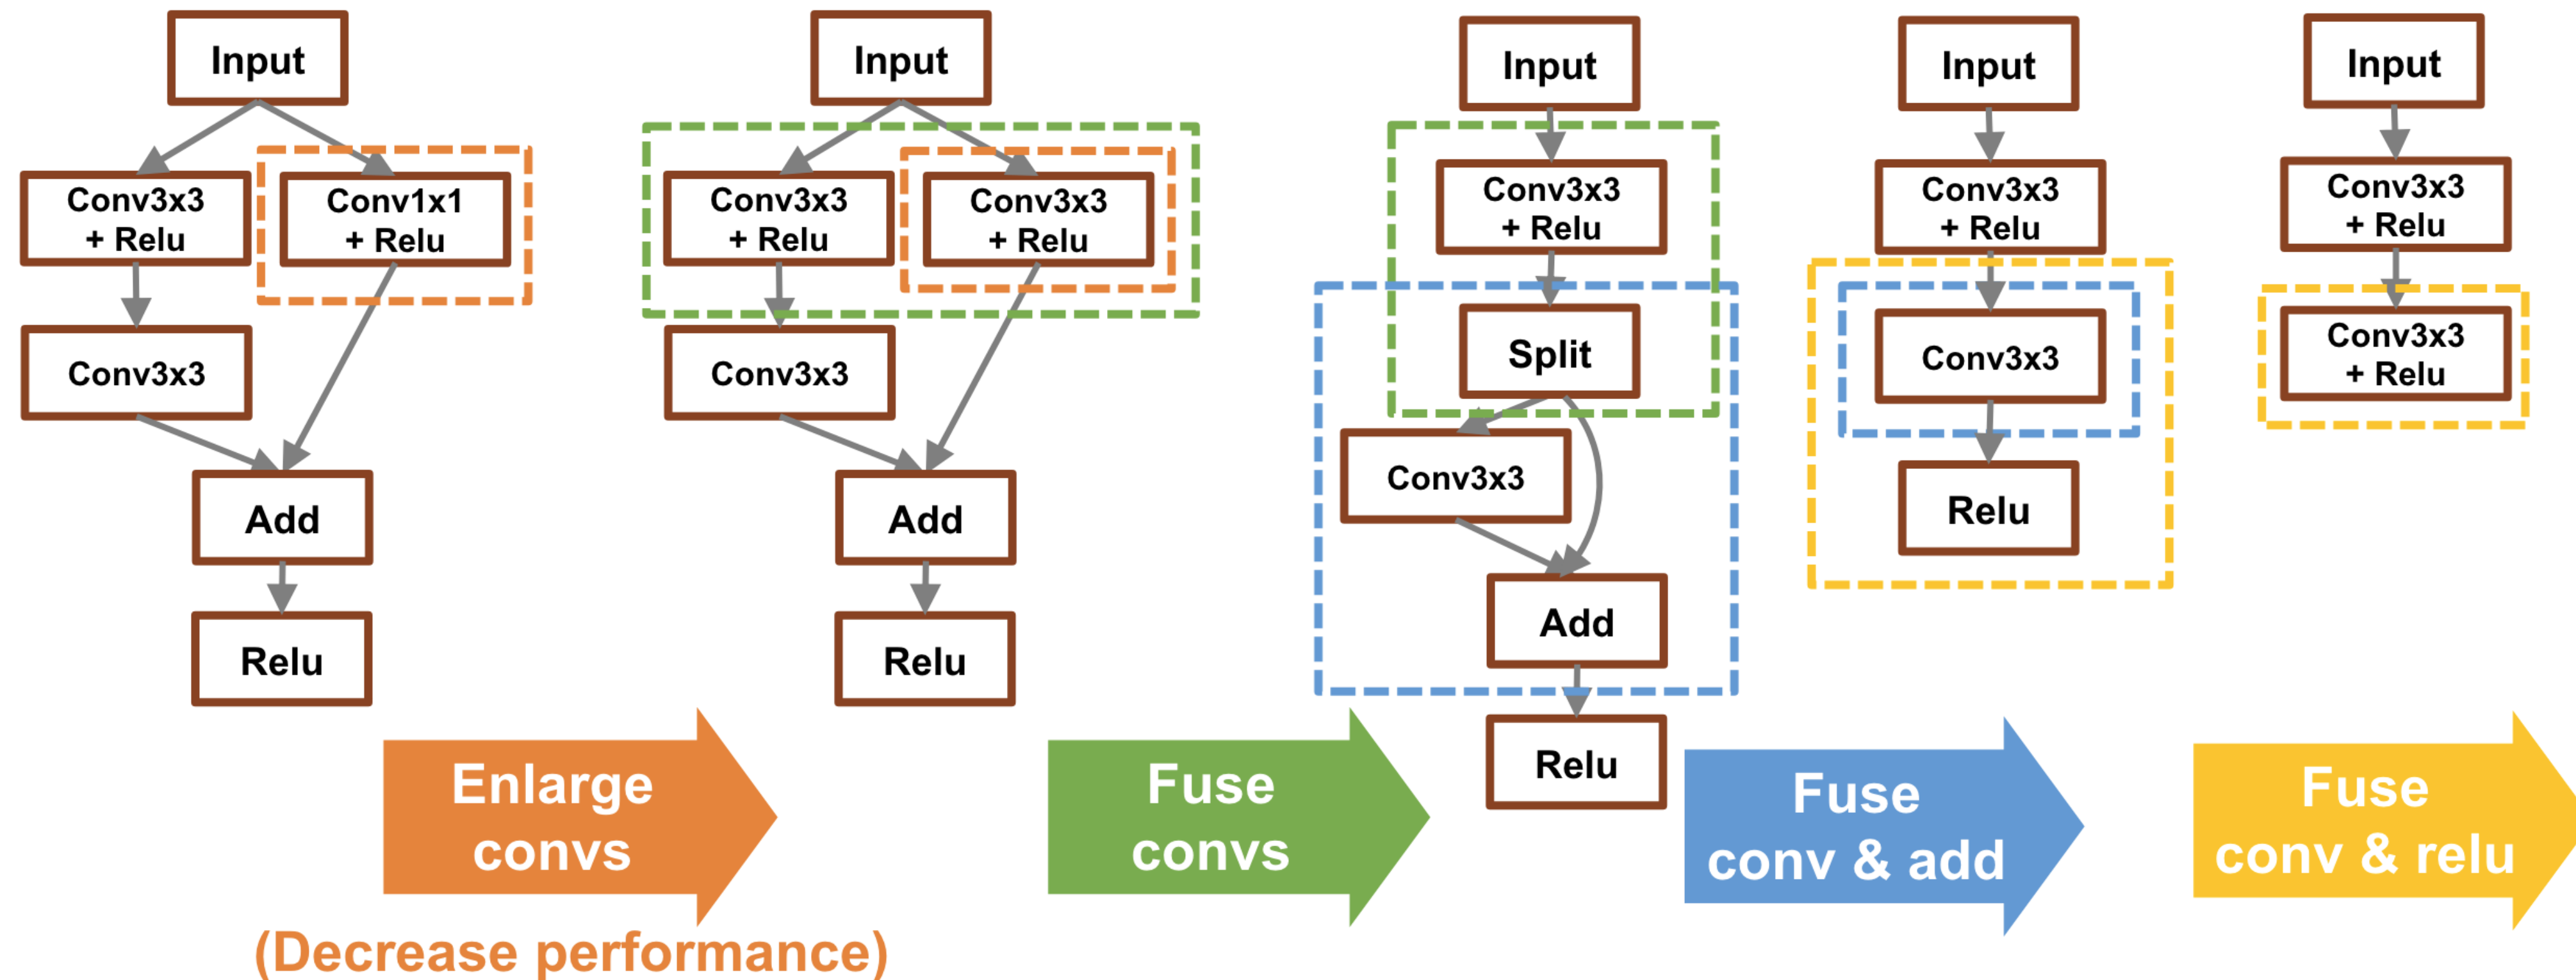 Input
Conv3x3
+ Relu
Conv1x1
+ Relu
Conv3x3
Add
Relu
Enlarge
convs
(Decrease performance)
Input
Conv3x3
+ Relu
Conv3x3
+ Relu
Conv3x3
Add
Relu
Fuse
convs
Input
Conv3x3
+ Relu
Split
Conv3x3
Add
Relu
Fuse
conv & add
Input
Conv3x3
+ Relu
Conv3x3
Relu
Fuse
conv & relu
Input
Conv3x3
+ Relu
Conv3x3
+ Relu